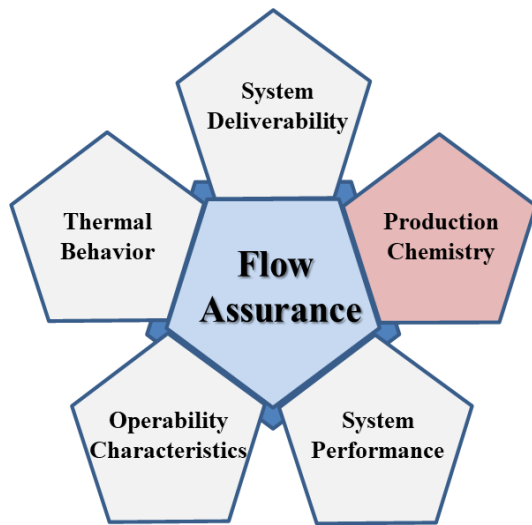 System
Deliverability
Thermal
Behavior
Production
Chemistry
Flow
Assurance
Operability
Characteristics
System
Performance